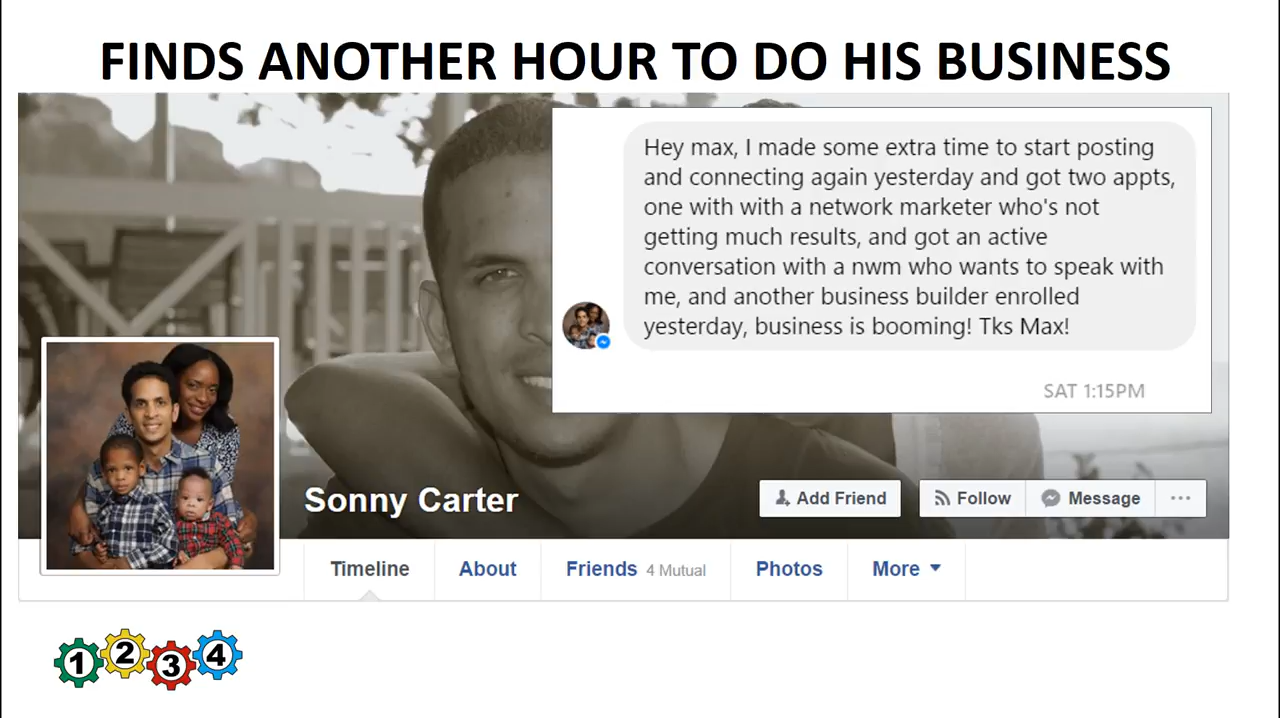 FINDS ANOTHER HOUR TO DO HIS BUSINESS
Hey max, I made some extra time to start posting
and connecting again yesterday and got two appts,
one with with a network marketer who's not
getting much results, and got an active
conversation with a nwm who wants to speak with
me, and another business builder enrolled
yesterday, business is booming! Tks Max!
SAT 1:15PM
Sonny Carter
Add Friend
Follow
Message
Timeline
About
Friends 4 Mutual
Photos
More
1 2 3 4